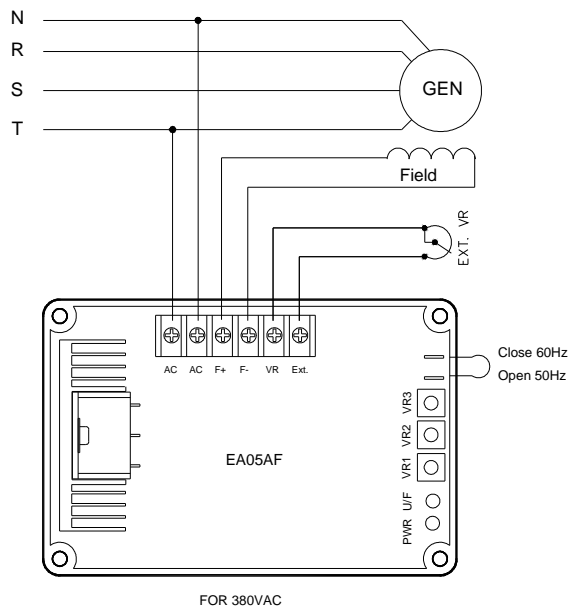 N
R
S
T
GEN
Field
EXT. VR
AC AC F+ F- VR Ext.
Close 60Hz
Open 50Hz
VR3
VR2
VR1
U/F
PWR
EA05AF
FOR 380VAC